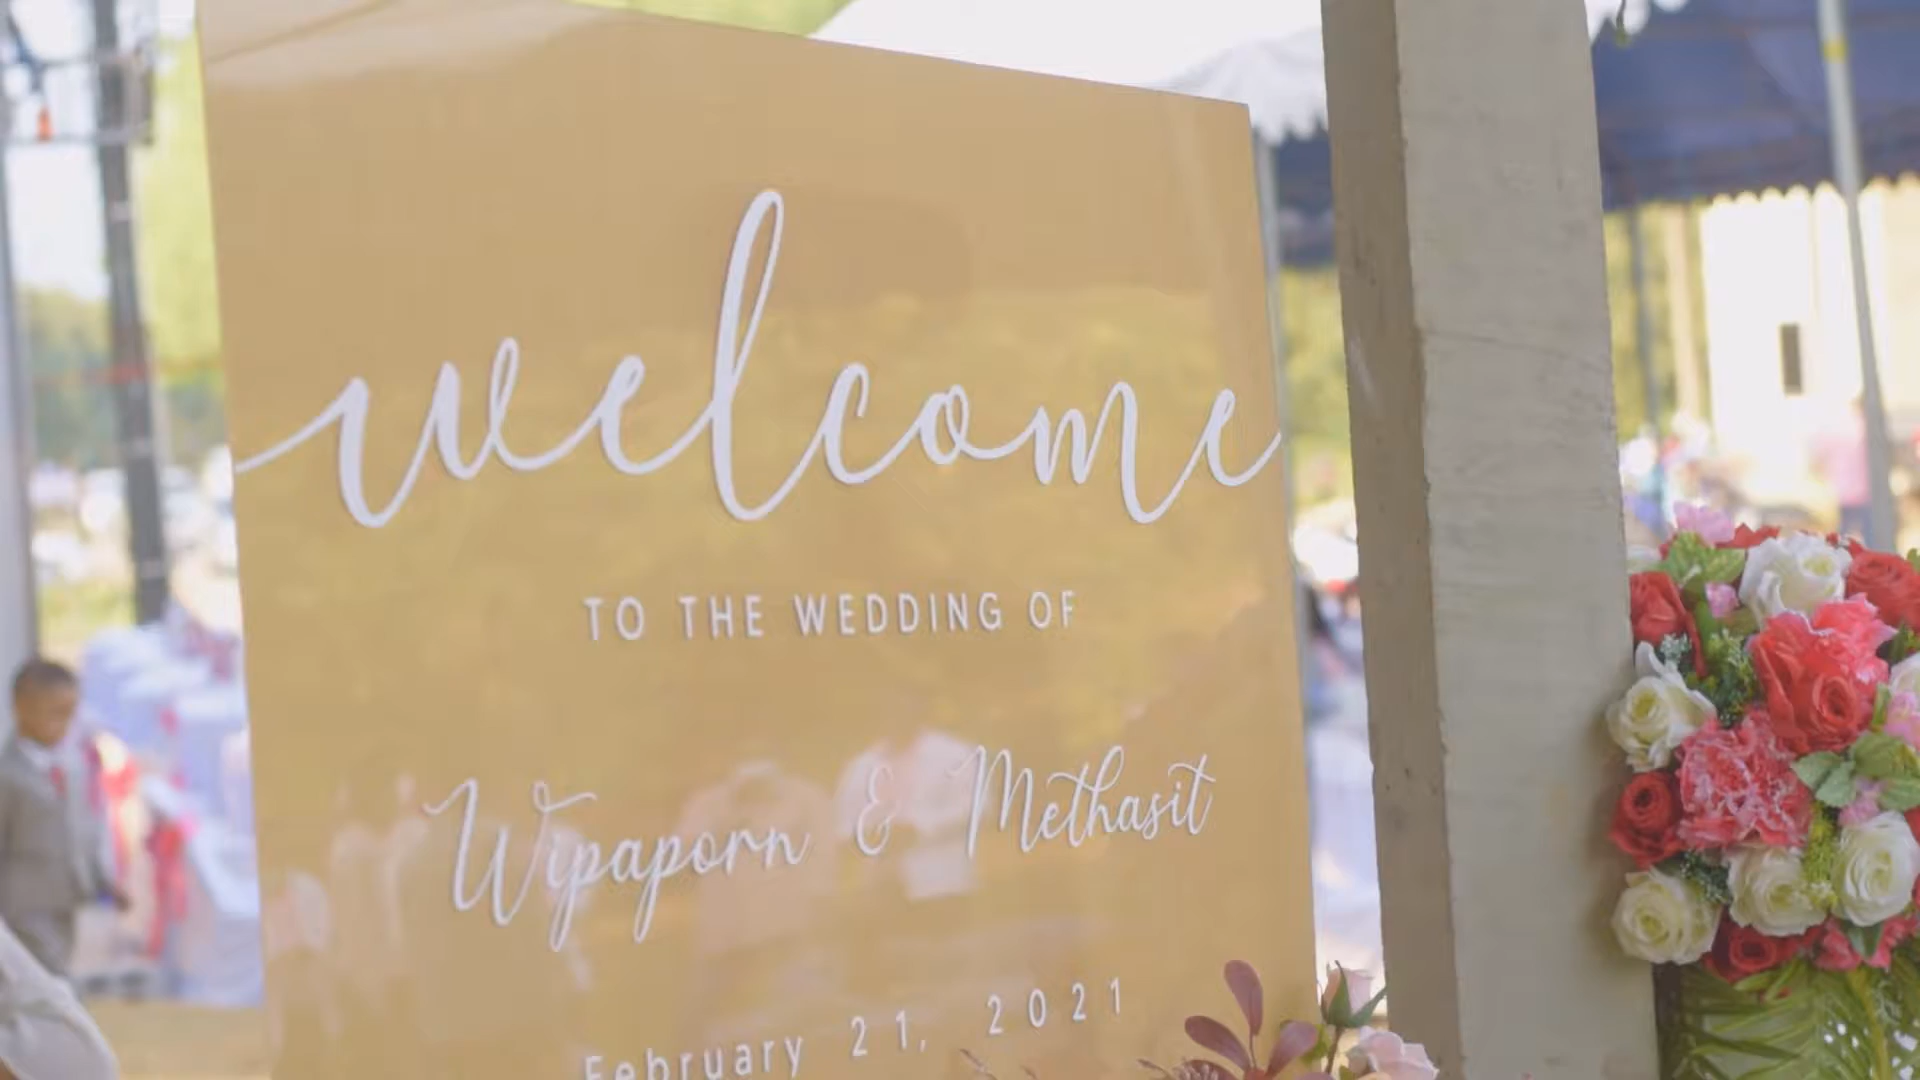 welcome
TO THE WEDDING OF
Wipaporn & Methasit
February 21, 2021